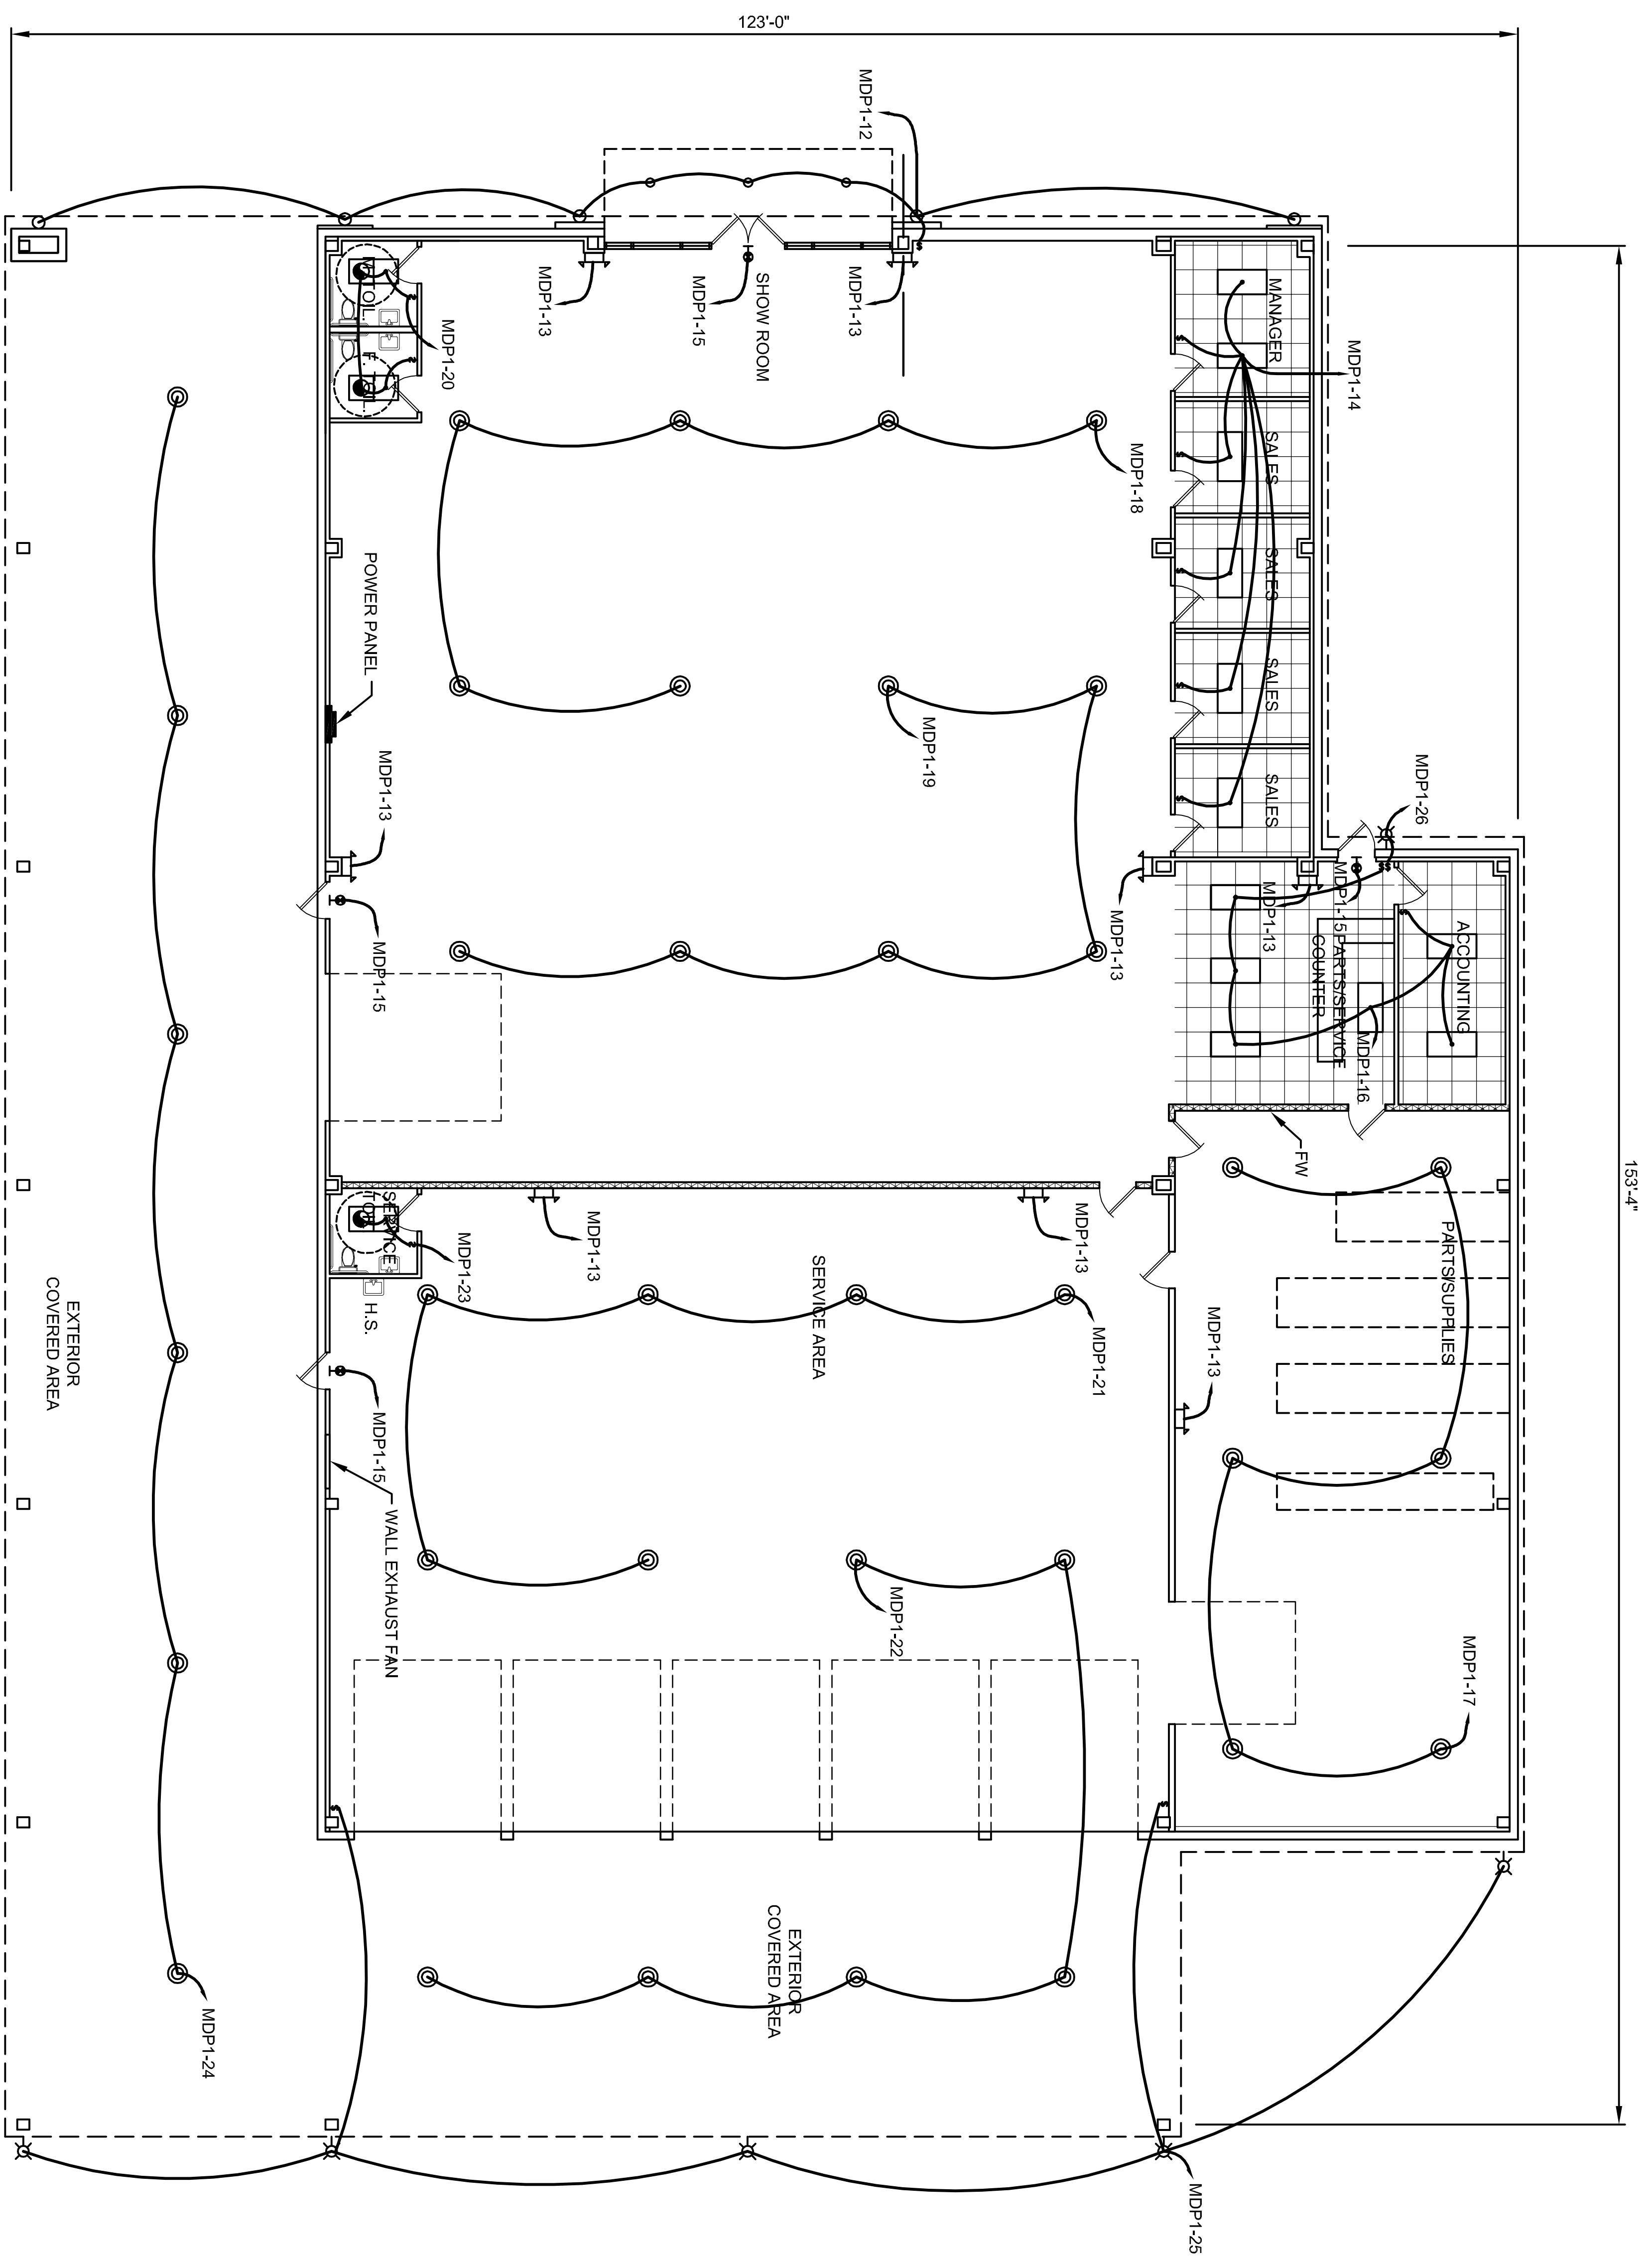 123'-0"
MDP1-12
MDP1-13
MDP1-15
SHOW ROOM
MDP1-13
MANAGER
MDP1-14
M. TOIL.
F. TOIL.
MDP1-20
SALES
MDP1-18
SALES
POWER PANEL
SALES
MDP1-19
SALES
MDP1-13
MDP1-26
MDP1-13
MDP1-13
MDP1-15
PARTS/SERVICE
COUNTER
ACCOUNTING
MDP1-15
MDP1-16
FW
153'-4"
SERVICE
MDP1-13
MDP1-13
MDP1-23
H.S.
SERVICE AREA
PARTS/SUPPLIES
EXTERIOR
COVERED AREA
MDP1-21
MDP1-13
MDP1-15
WALL EXHAUST FAN
MDP1-22
MDP1-17
EXTERIOR
COVERED AREA
MDP1-24
MDP1-25